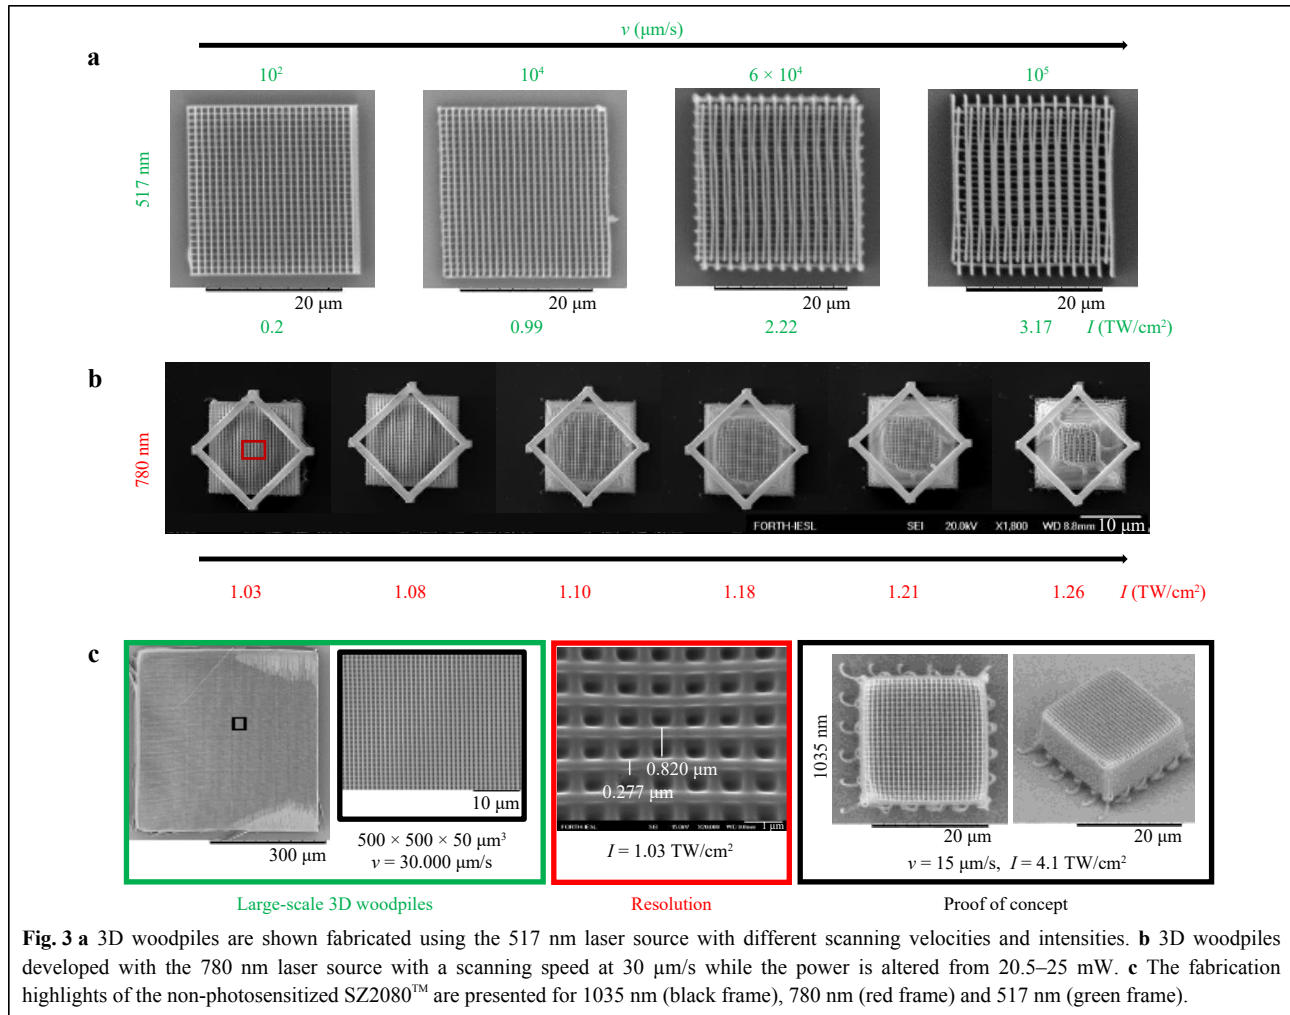 v (μm/s)
a
10² 10⁴ 6 × 10⁴ 10⁵
517 nm
20 μm 20 μm 20 μm 20 μm
0.2 0.99 2.22 3.17 I (TW/cm²)
b
780 nm
FORTH-IESL SEI 20.0kV X1,800 WD 8.8mm 10 μm
1.03 1.08 1.10 1.18 1.21 1.26 I (TW/cm²)
c
1035 nm
0.820 μm
0.277 μm
10 μm
FORTH-IESL SEI 1 μm
300 μm
20 μm 20 μm
500 × 500 × 50 μm³
v = 30.000 μm/s
I = 1.03 TW/cm²
v = 15 μm/s, I = 4.1 TW/cm²
Large-scale 3D woodpiles Resolution Proof of concept
Fig. 3 a 3D woodpiles are shown fabricated using the 517 nm laser source with different scanning velocities and intensities. b 3D woodpiles
developed with the 780 nm laser source with a scanning speed at 30 μm/s while the power is altered from 20.5–25 mW. c The fabrication
highlights of the non-photosensitized SZ2080™ are presented for 1035 nm (black frame), 780 nm (red frame) and 517 nm (green frame).